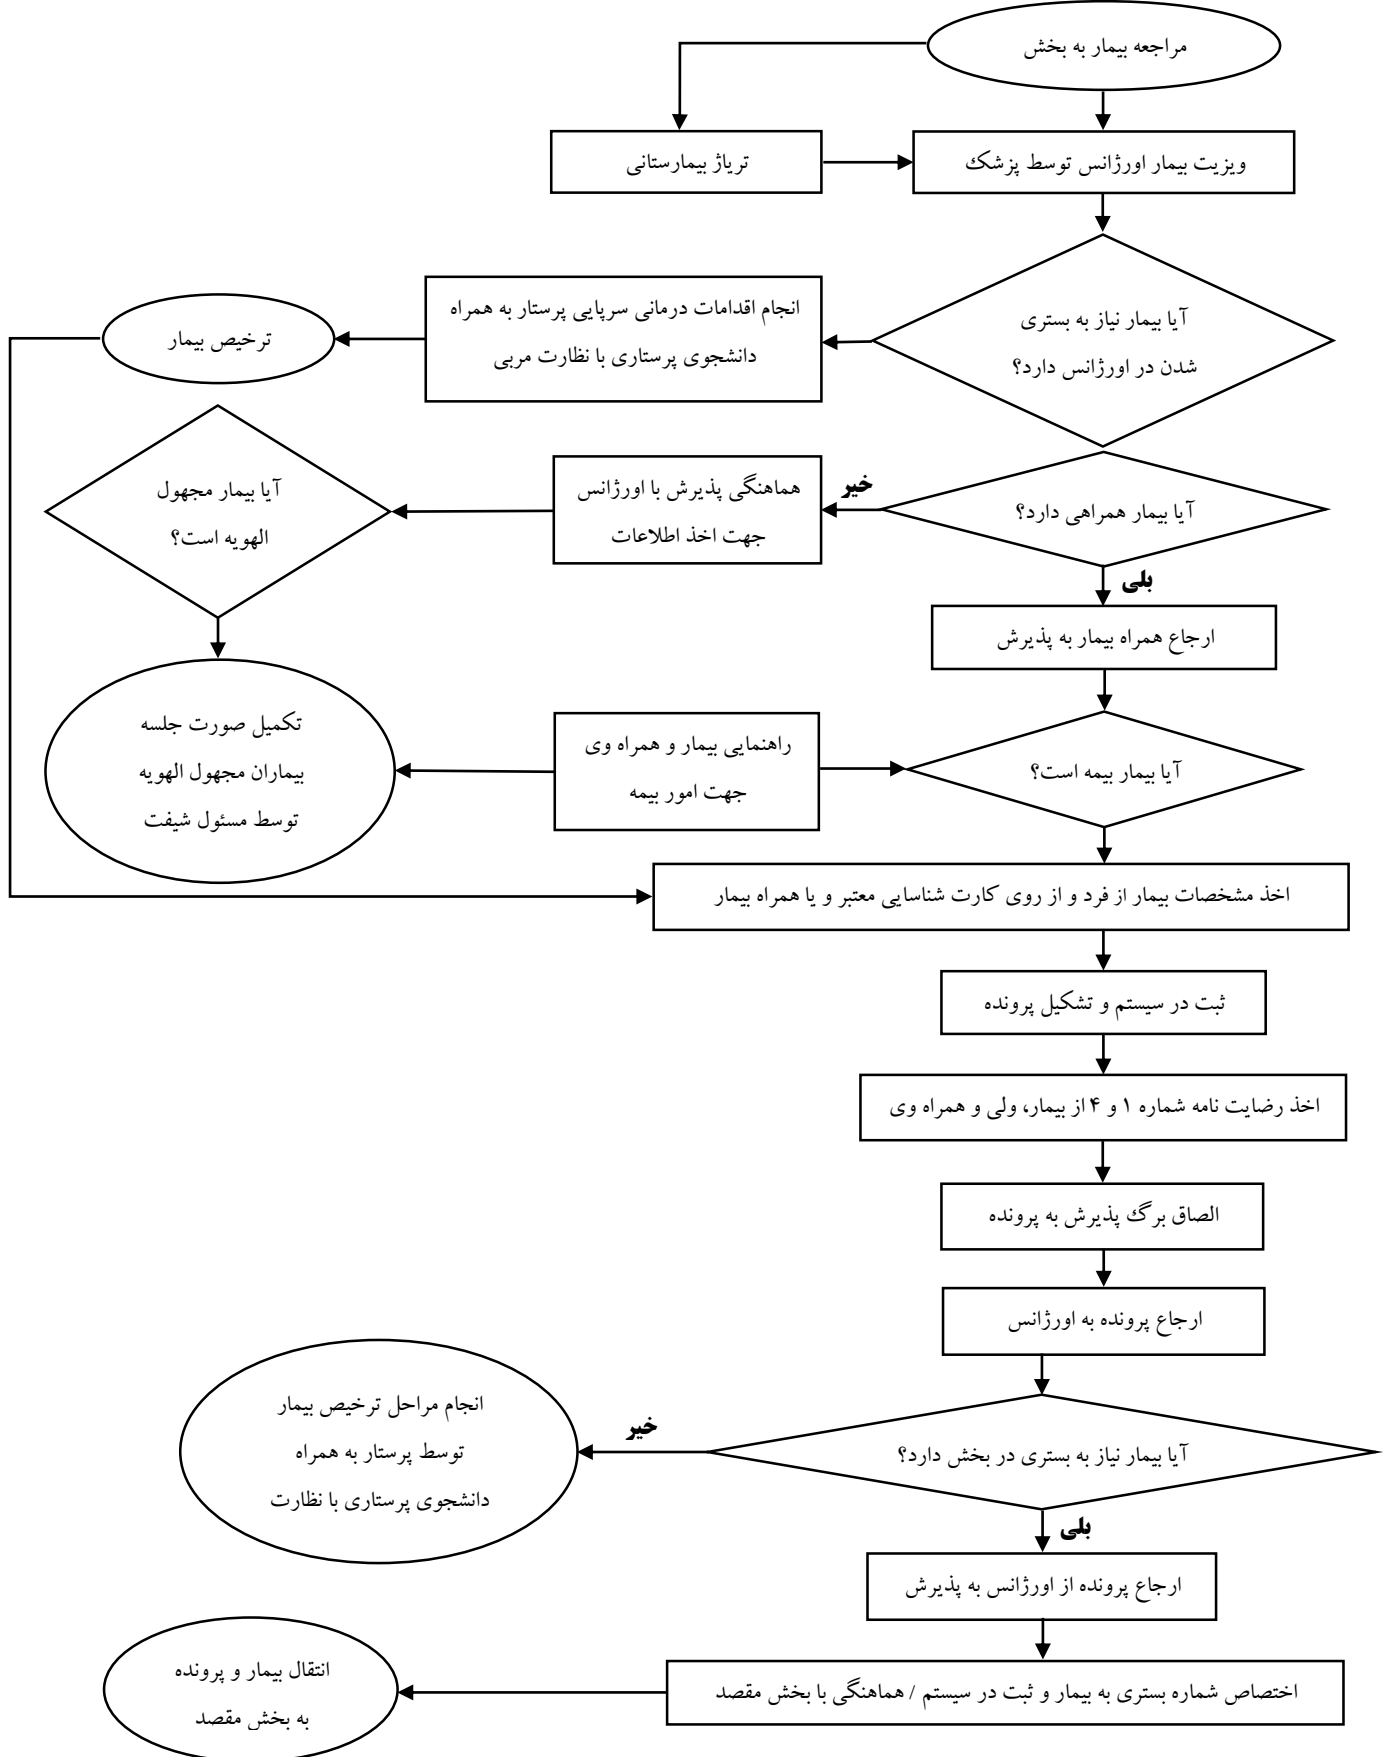 مراجعه بیمار به بخش
ویزیت بیمار اورژانس توسط پزشک
تریاژ بیمارستانی
آیا بیمار نیاز به بستری
شدن در اورژانس دارد؟
انجام اقدامات درمانی سرپایی پرستار به همراه
دانشجوی پرستاری با نظارت مربی
ترخیص بیمار
آیا بیمار همراهی دارد؟
خیر
هماهنگی پذیرش با اورژانس
جهت اخذ اطلاعات
آیا بیمار مجهول
الهویه است؟
بلی
ارجاع همراه بیمار به پذیرش
آیا بیمار بیمه است؟
راهنمایی بیمار و همراه وی
جهت امور بیمه
تکمیل صورت جلسه
بیماران مجهول الهویه
توسط مسئول شیفت
اخذ مشخصات بیمار از فرد و از روی کارت شناسایی معتبر و یا همراه بیمار
ثبت در سیستم و تشکیل پرونده
اخذ رضایت نامه شماره ۱ و ۴ از بیمار، ولی و همراه وی
الصاق برگ پذیرش به پرونده
ارجاع پرونده به اورژانس
آیا بیمار نیاز به بستری در بخش دارد؟
خیر
انجام مراحل ترخیص بیمار
توسط پرستار به همراه
دانشجوی پرستاری با نظارت
بلی
ارجاع پرونده از اورژانس به پذیرش
اختصاص شماره بستری به بیمار و ثبت در سیستم / هماهنگی با بخش مقصد
انتقال بیمار و پرونده
به بخش مقصد